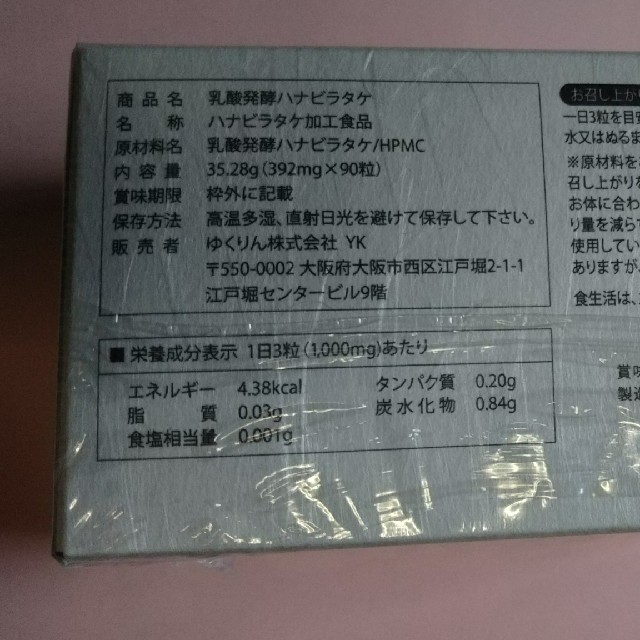 商品名 乳酸発酵ハナビラタケ
名称 ハナビラタケ加工食品
原材料名 乳酸発酵ハナビラタケ/HPMC
内容量 35.28g(392mg×90粒)
賞味期限 枠外に記載
保存方法 高温多湿、直射日光を避けて保存して下さい。
販売者 ゆくりん株式会社 YK
〒550-0002 大阪府大阪市西区江戸堀2-1-1
江戸堀センタービル9階
■ 栄養成分表示 1日3粒(1,000mg)あたり
エネルギー 4.38kcal タンパク質 0.20g
脂質 0.03g 炭水化物 0.84g
食塩相当量 0.001g
お召し上が
一日3粒を目安
水又はぬるま
※原材料を
召し上がりを
お体に合わ
り量を減ら
使用してい
ありますが、
食生活は、
賞味
製造